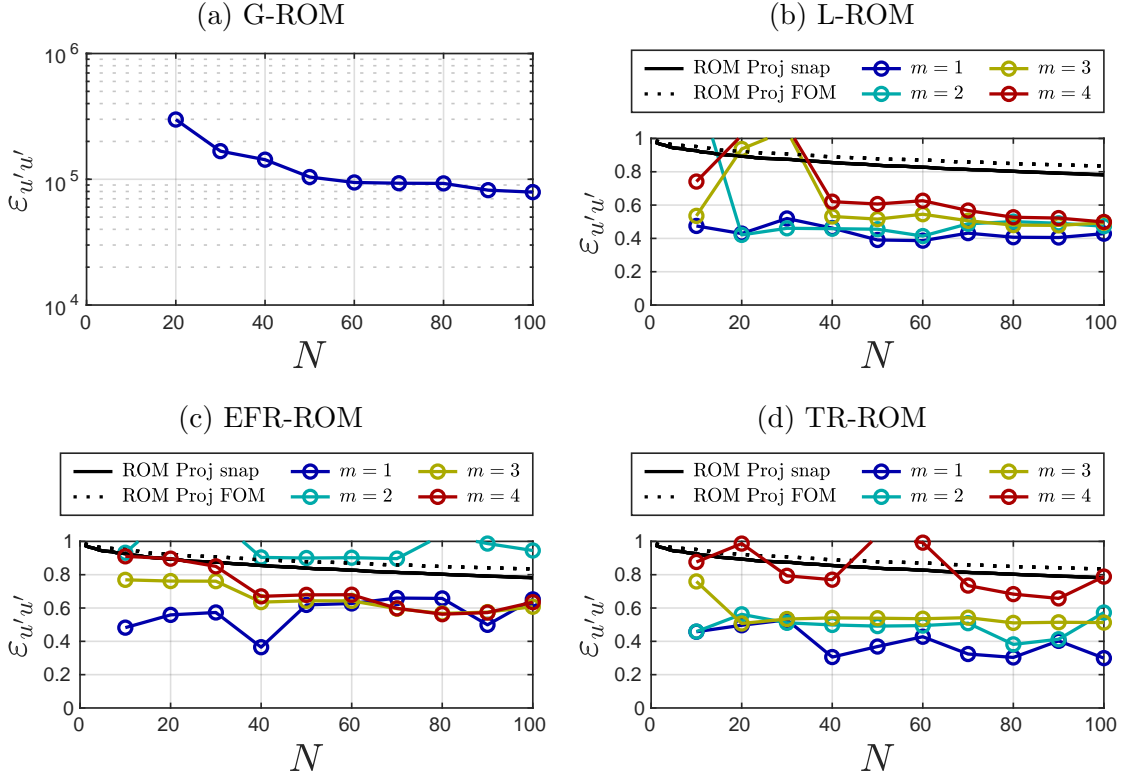 (a) G-ROM
10^6
10^5
10^4
ε_{u'u'}
0 20 40 60 80 100
N
(b) L-ROM
ROM Proj snap
ROM Proj FOM
m = 1
m = 2
m = 3
m = 4
1
0.8
0.6
0.4
0.2
0
ε_{u'u'}
0 20 40 60 80 100
N
(c) EFR-ROM
ROM Proj snap
ROM Proj FOM
m = 1
m = 2
m = 3
m = 4
1
0.8
0.6
0.4
0.2
0
ε_{u'u'}
0 20 40 60 80 100
N
(d) TR-ROM
ROM Proj snap
ROM Proj FOM
m = 1
m = 2
m = 3
m = 4
1
0.8
0.6
0.4
0.2
0
ε_{u'u'}
0 20 40 60 80 100
N